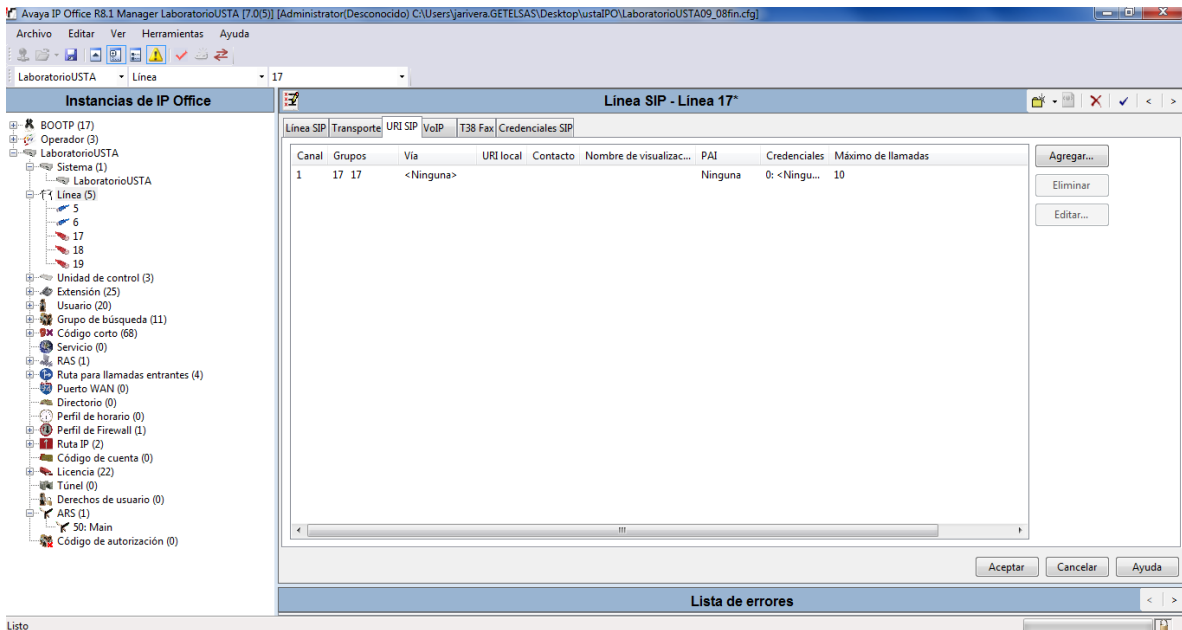 Avaya IP Office R8.1 Manager LaboratorioUSTA [7.0(5)] [Administrator(Desconocido) C:\Users\jarivera.GETELSAS\Desktop\ustaIPO\LaboratorioUSTA09_08fin.cfg]
Archivo Editar Ver Herramientas Ayuda
LaboratorioUSTA Línea 17
Instancias de IP Office
BOOTP (17)
Operador (3)
LaboratorioUSTA
Sistema (1)
LaboratorioUSTA
Línea (5)
5
6
17
18
19
Unidad de control (3)
Extensión (25)
Usuario (20)
Grupo de búsqueda (11)
Código corto (68)
Servicio (0)
RAS (1)
Ruta para llamadas entrantes (4)
Puerto WAN (0)
Directorio (0)
Perfil de horario (0)
Perfil de Firewall (1)
Ruta IP (2)
Código de cuenta (0)
Licencia (22)
Túnel (0)
Derechos de usuario (0)
ARS (1)
50: Main
Código de autorización (0)
Línea SIP - Línea 17*
Línea SIP Transporte URI SIP VoIP T38 Fax Credenciales SIP
Canal Grupos Vía URI local Contacto Nombre de visualizac... PAI Credenciales Máximo de llamadas
1 17 17 <Ninguna> Ninguna 0: <Ningu... 10
Agregar...
Eliminar
Editar...
Aceptar Cancelar Ayuda
Lista de errores
Listo